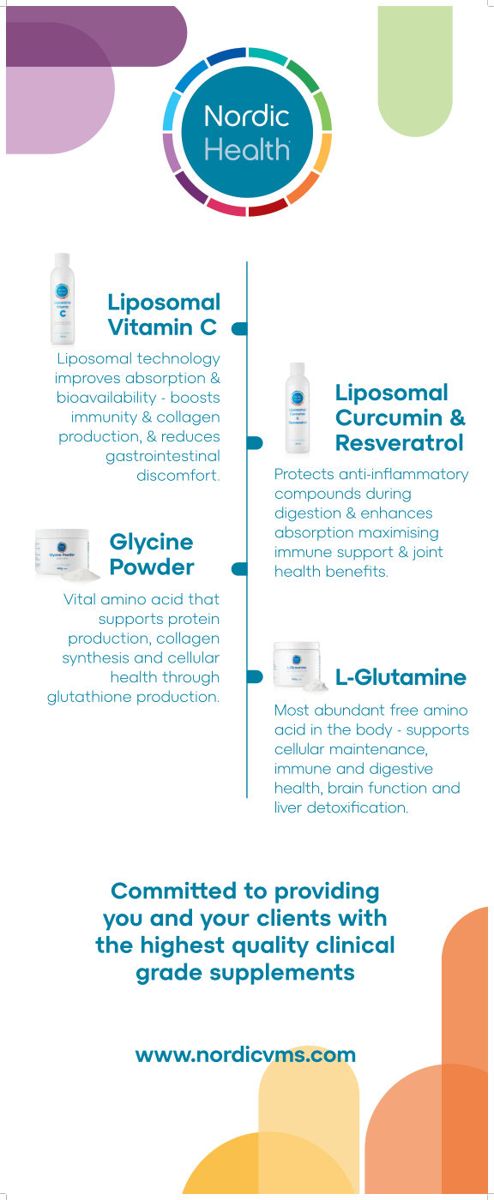 Nordic
Health
Liposomal
Vitamin C
Liposomal technology
improves absorption &
bioavailability - boosts
immunity & collagen
production, & reduces
gastrointestinal
discomfort.
Liposomal
Curcumin &
Resveratrol
Protects anti-inflammatory
compounds during
digestion & enhances
absorption maximising
immune support & joint
health benefits.
Glycine
Powder
Vital amino acid that
supports protein
production, collagen
synthesis and cellular
health through
glutathione production.
L-Glutamine
Most abundant free amino
acid in the body - supports
cellular maintenance,
immune and digestive
health, brain function and
liver detoxification.
Committed to providing
you and your clients with
the highest quality clinical
grade supplements
www.nordicvms.com